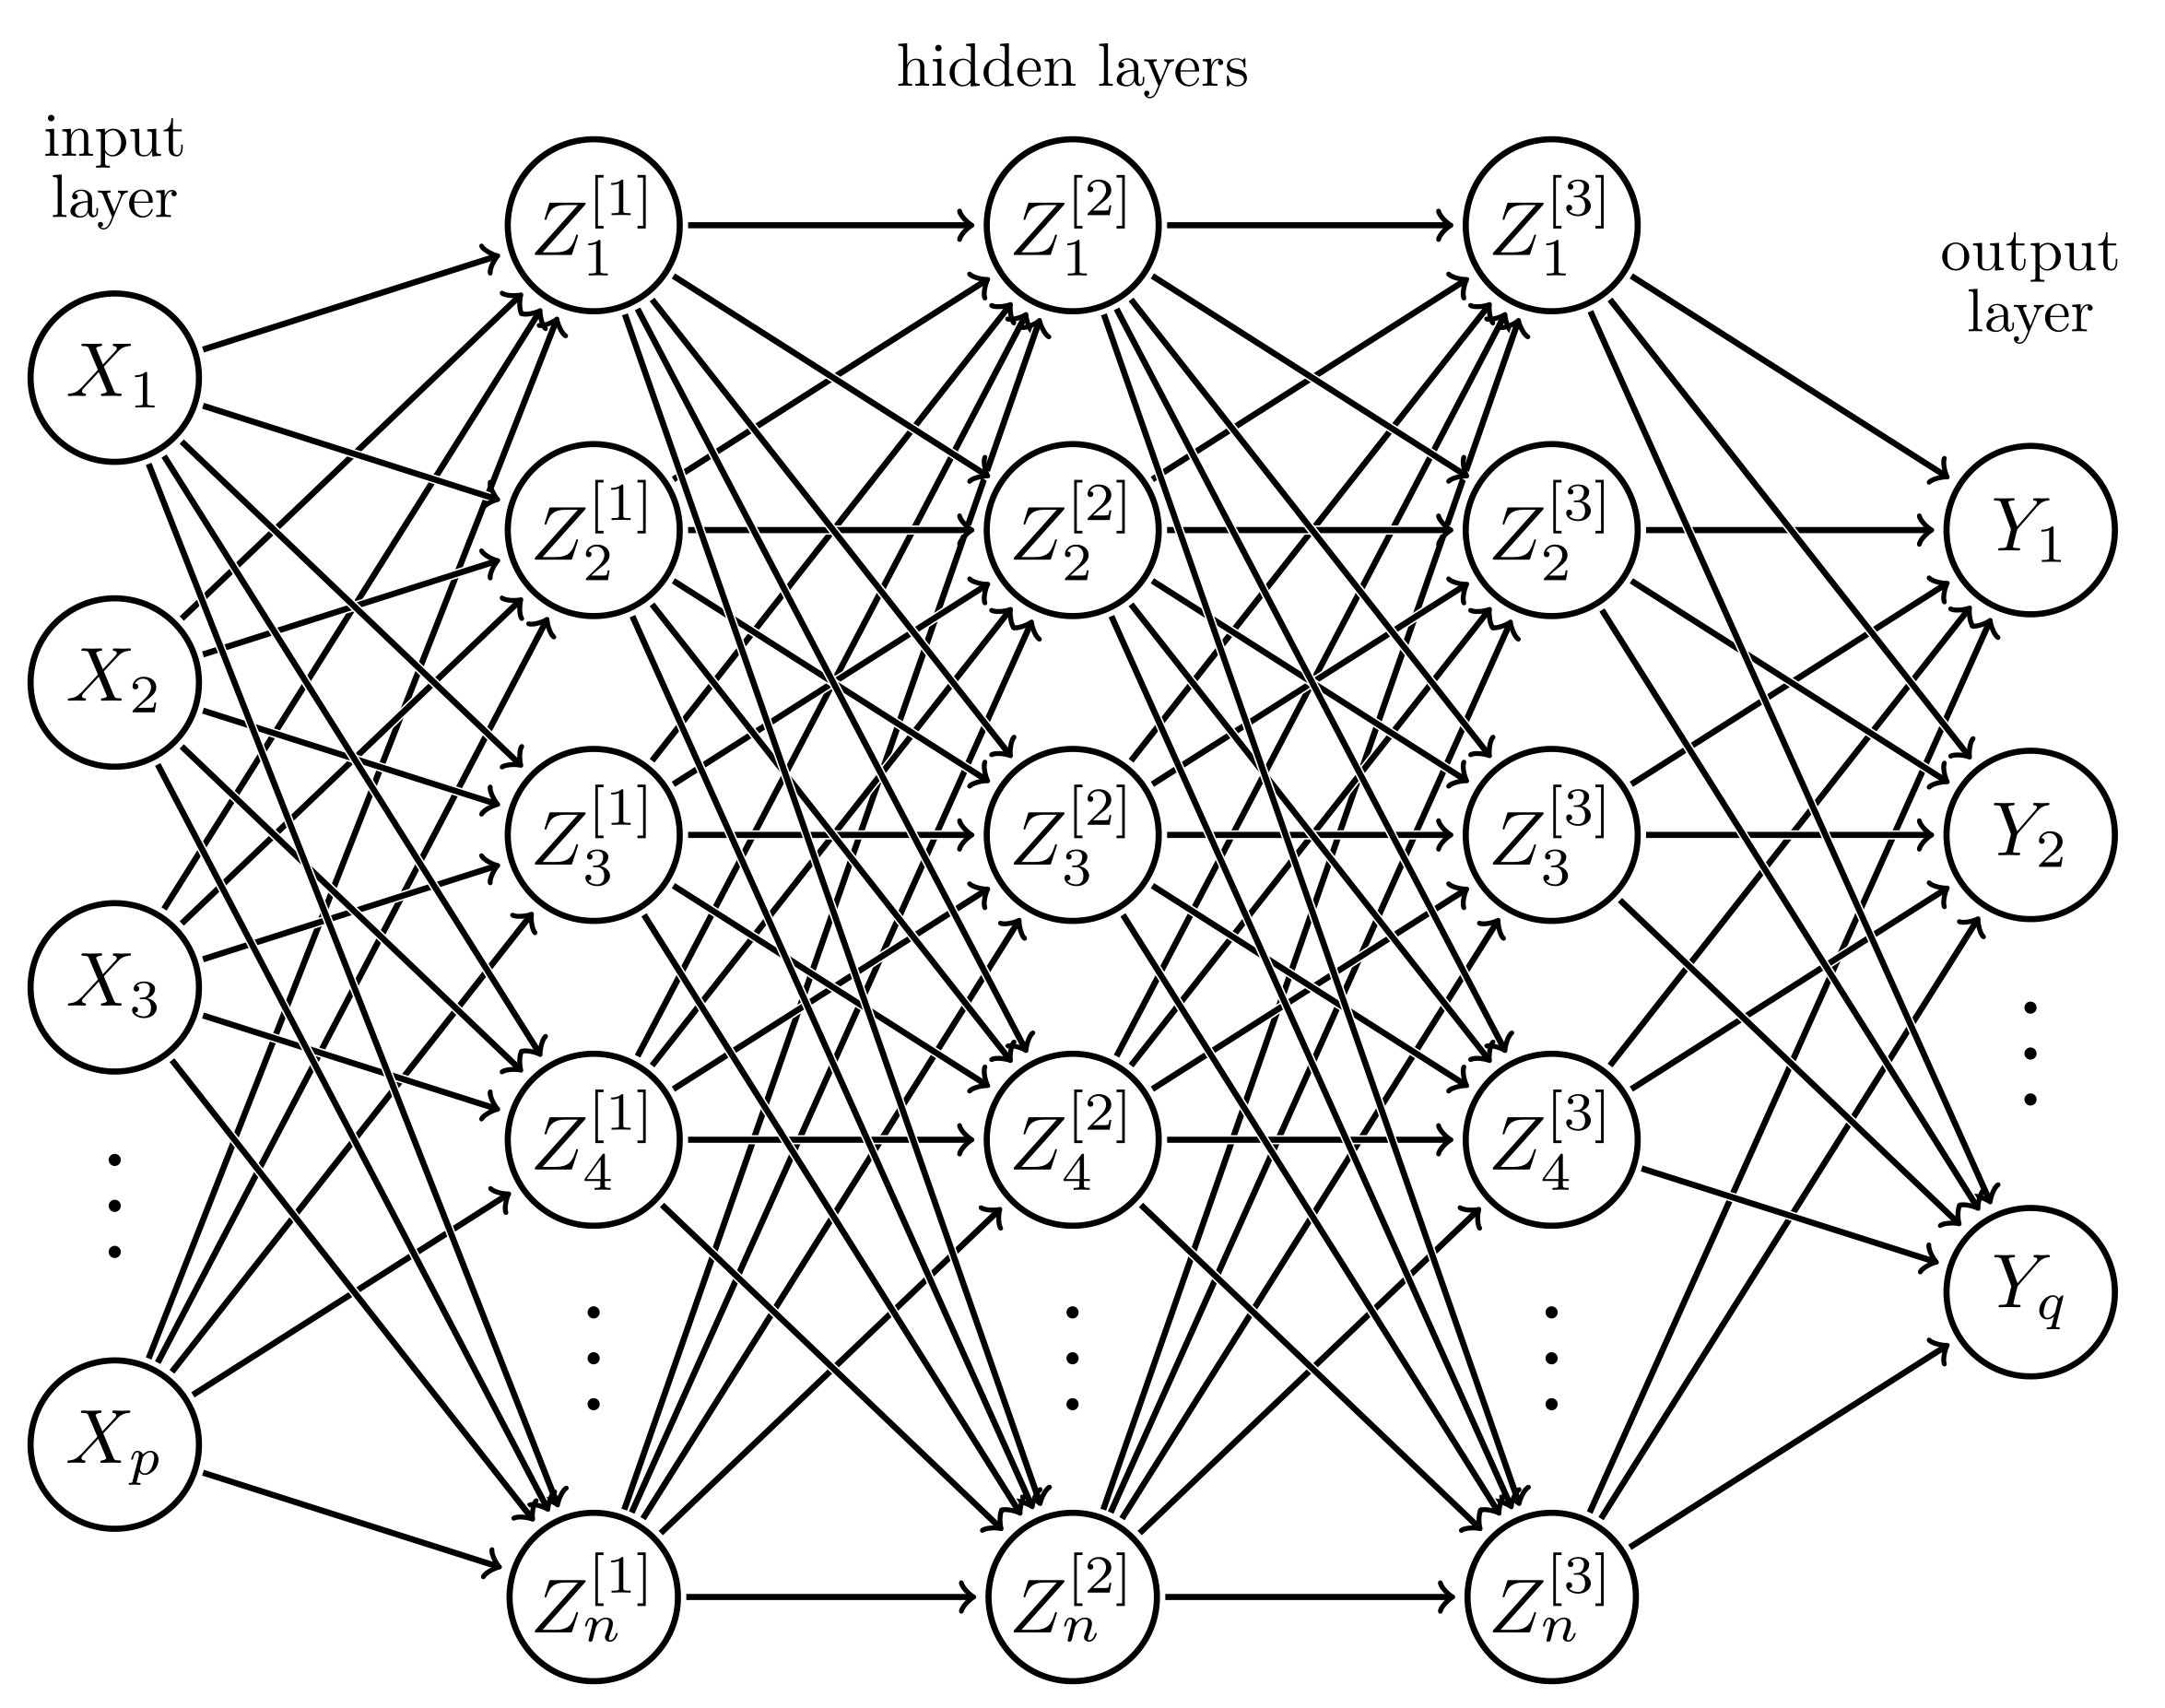 hidden layers
input
layer
output
layer
X_1
X_2
X_3
X_p
Z_1^{[1]}
Z_2^{[1]}
Z_3^{[1]}
Z_4^{[1]}
Z_n^{[1]}
Z_1^{[2]}
Z_2^{[2]}
Z_3^{[2]}
Z_4^{[2]}
Z_n^{[2]}
Z_1^{[3]}
Z_2^{[3]}
Z_3^{[3]}
Z_4^{[3]}
Z_n^{[3]}
Y_1
Y_2
Y_q